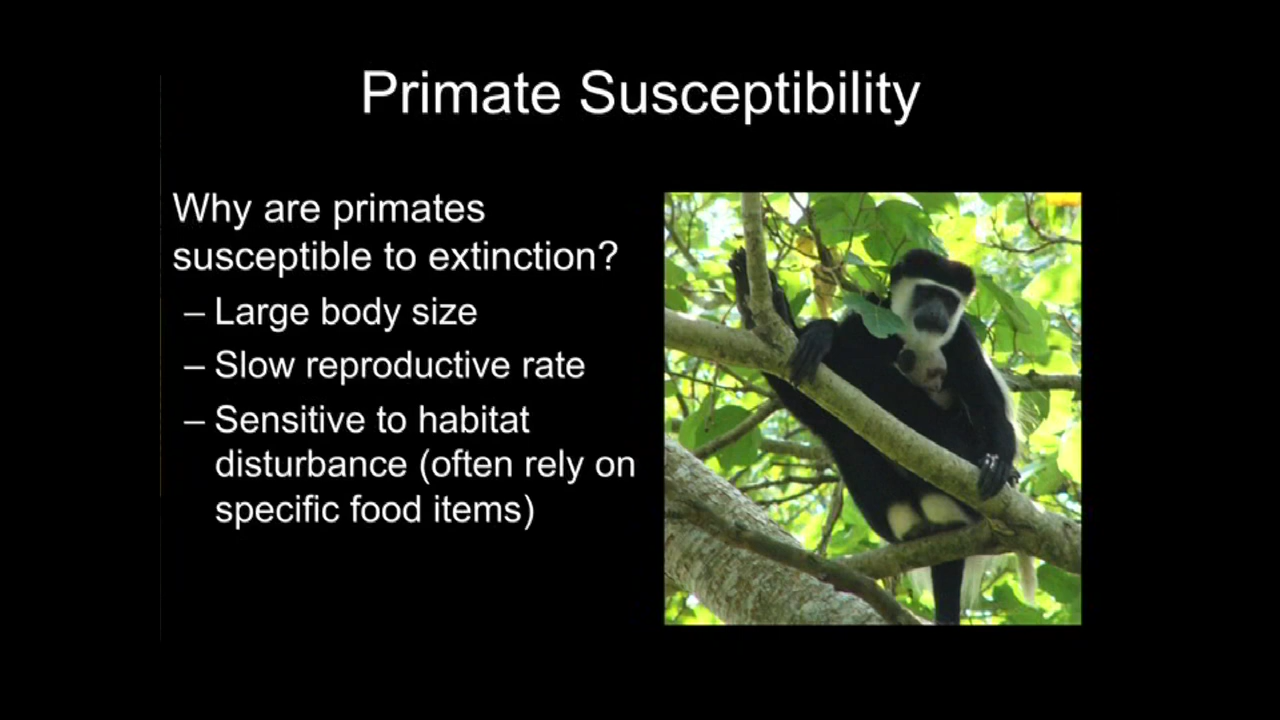 Primate Susceptibility
Why are primates
susceptible to extinction?
– Large body size
– Slow reproductive rate
– Sensitive to habitat
disturbance (often rely on
specific food items)